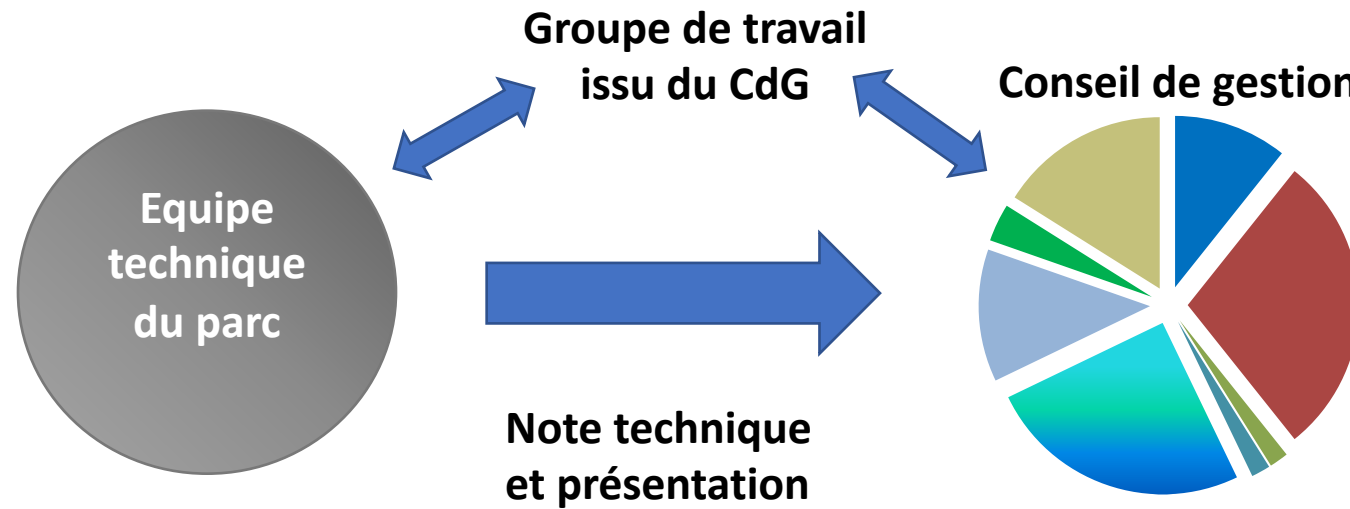 Groupe de travail
issu du CdG
Conseil de gestion
Equipe
technique
du parc
Note technique
et présentation